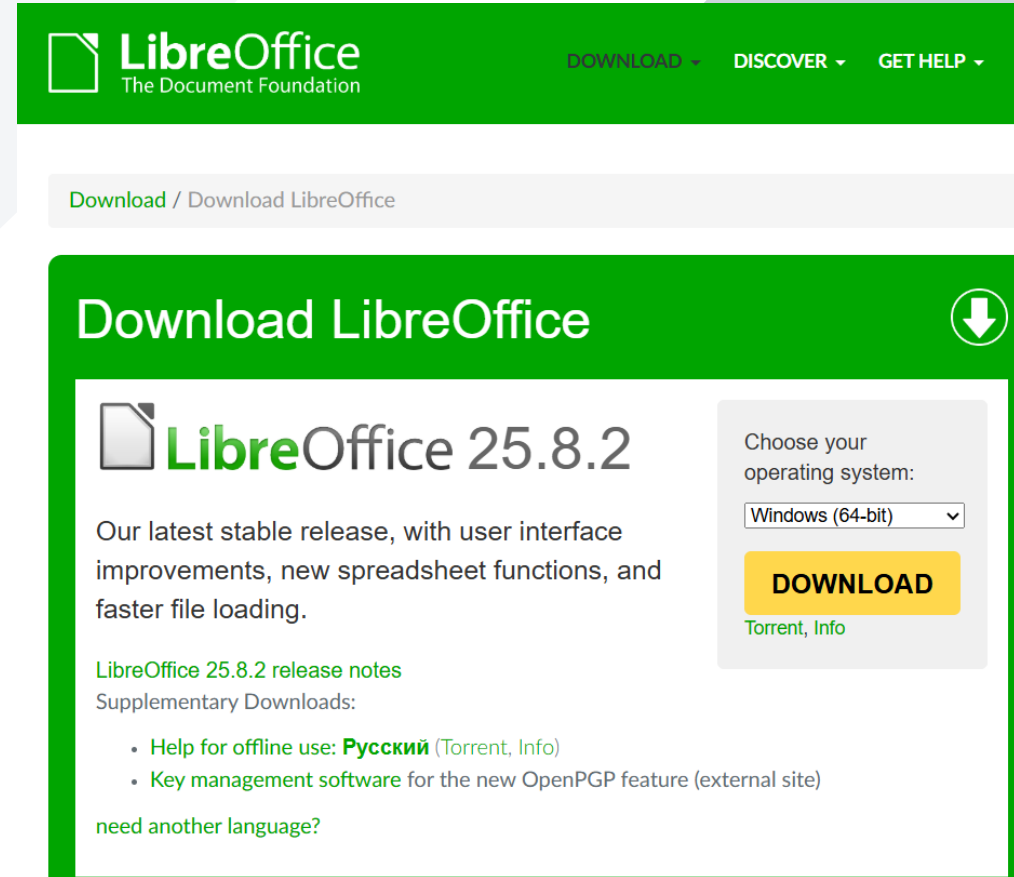 LibreOffice
The Document Foundation
DOWNLOAD
DISCOVER
GET HELP
Download / Download LibreOffice
Download LibreOffice
LibreOffice 25.8.2
Our latest stable release, with user interface
improvements, new spreadsheet functions, and
faster file loading.
LibreOffice 25.8.2 release notes
Supplementary Downloads:
• Help for offline use: Русский (Torrent, Info)
• Key management software for the new OpenPGP feature (external site)
need another language?
Choose your
operating system:
Windows (64-bit)
DOWNLOAD
Torrent, Info